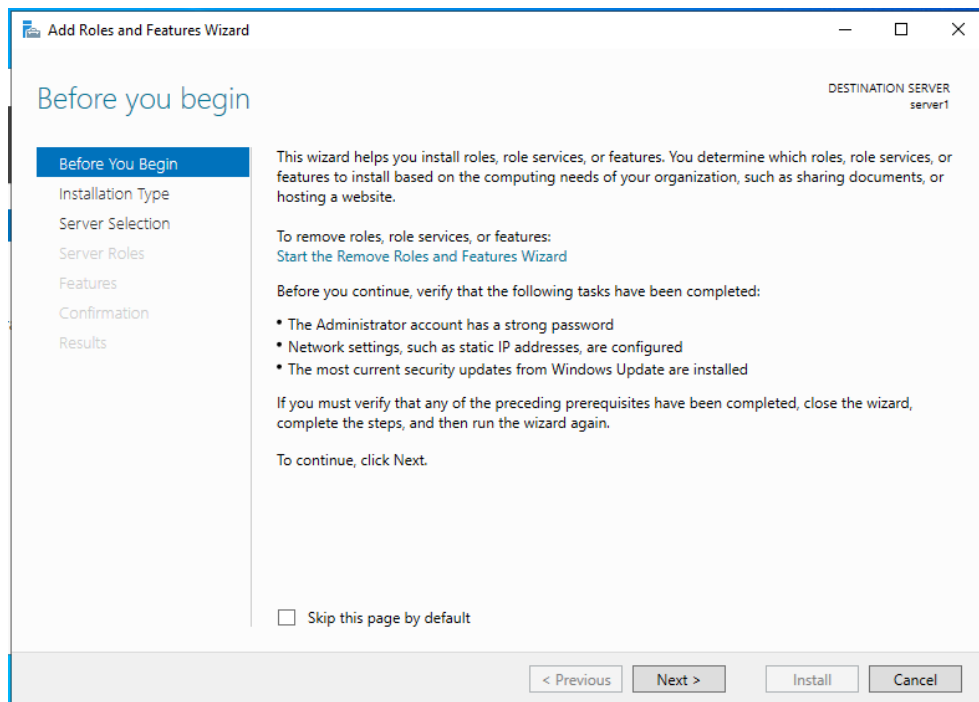 Add Roles and Features Wizard
Before you begin
DESTINATION SERVER
server1
Before You Begin
Installation Type
Server Selection
Server Roles
Features
Confirmation
Results
This wizard helps you install roles, role services, or features. You determine which roles, role services, or
features to install based on the computing needs of your organization, such as sharing documents, or
hosting a website.
To remove roles, role services, or features:
Start the Remove Roles and Features Wizard
Before you continue, verify that the following tasks have been completed:
• The Administrator account has a strong password
• Network settings, such as static IP addresses, are configured
• The most current security updates from Windows Update are installed
If you must verify that any of the preceding prerequisites have been completed, close the wizard,
complete the steps, and then run the wizard again.
To continue, click Next.
Skip this page by default
< Previous
Next >
Install
Cancel